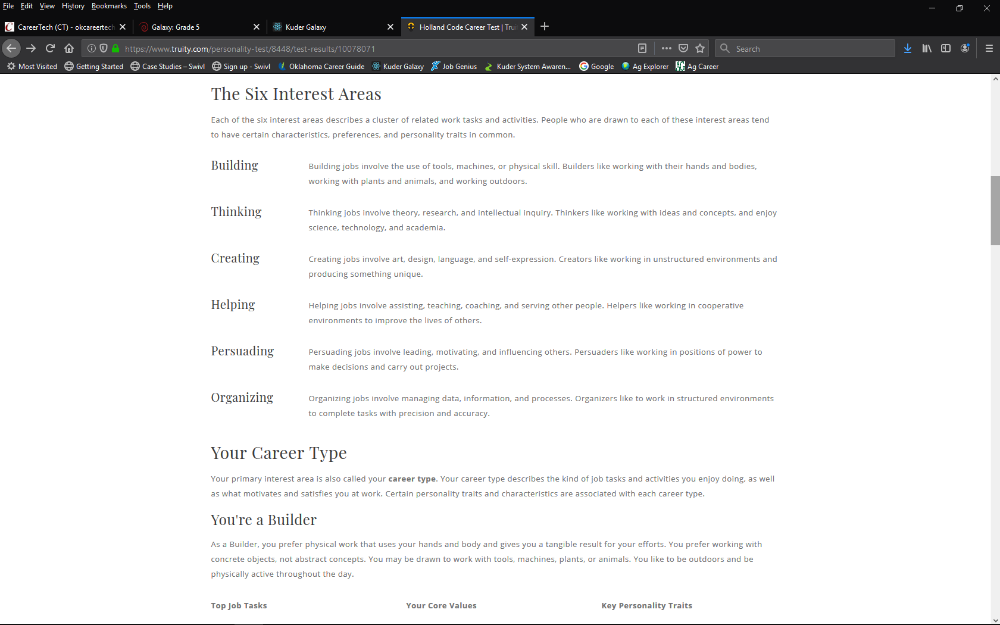 File Edit View History Bookmarks Tools Help
CareerTech (CT) - okcareertech
Galaxy: Grade 5
Kuder Galaxy
Holland Code Career Test | Trui
https://www.truity.com/personality-test/8448/test-results/10078071
Search
Most Visited Getting Started Case Studies – Swivl Sign up - Swivl Oklahoma Career Guide Kuder Galaxy Job Genius Kuder System Awaren... Google Ag Explorer Ag Career
The Six Interest Areas
Each of the six interest areas describes a cluster of related work tasks and activities. People who are drawn to each of these interest areas tend
to have certain characteristics, preferences, and personality traits in common.
Building
Building jobs involve the use of tools, machines, or physical skill. Builders like working with their hands and bodies,
working with plants and animals, and working outdoors.
Thinking
Thinking jobs involve theory, research, and intellectual inquiry. Thinkers like working with ideas and concepts, and enjoy
science, technology, and academia.
Creating
Creating jobs involve art, design, language, and self-expression. Creators like working in unstructured environments and
producing something unique.
Helping
Helping jobs involve assisting, teaching, coaching, and serving other people. Helpers like working in cooperative
environments to improve the lives of others.
Persuading
Persuading jobs involve leading, motivating, and influencing others. Persuaders like working in positions of power to
make decisions and carry out projects.
Organizing
Organizing jobs involve managing data, information, and processes. Organizers like to work in structured environments
to complete tasks with precision and accuracy.
Your Career Type
Your primary interest area is also called your career type. Your career type describes the kind of job tasks and activities you enjoy doing, as well
as what motivates and satisfies you at work. Certain personality traits and characteristics are associated with each career type.
You're a Builder
As a Builder, you prefer physical work that uses your hands and body and gives you a tangible result for your efforts. You prefer working with
concrete objects, not abstract concepts. You may be drawn to work with tools, machines, plants, or animals. You like to be outdoors and be
physically active throughout the day.
Top Job Tasks
Your Core Values
Key Personality Traits